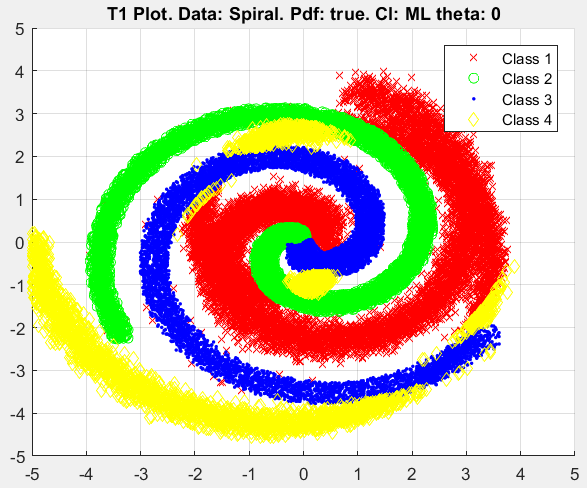 T1 Plot. Data: Spiral. Pdf: true. Cl: ML theta: 0
Class 1
Class 2
Class 3
Class 4
5
4
3
2
1
0
-1
-2
-3
-4
-5
-5 -4 -3 -2 -1 0 1 2 3 4 5